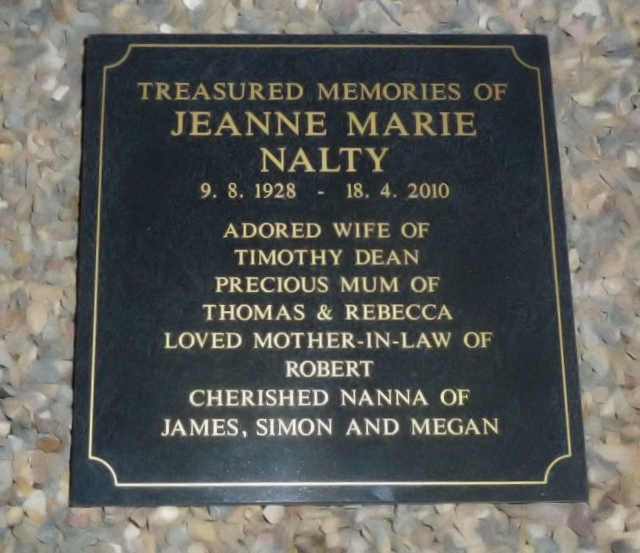 TREASURED MEMORIES OF
JEANNE MARIE
NALTY
9. 8. 1928 - 18. 4. 2010
ADORED WIFE OF
TIMOTHY DEAN
PRECIOUS MUM OF
THOMAS & REBECCA
LOVED MOTHER-IN-LAW OF
ROBERT
CHERISHED NANNA OF
JAMES, SIMON AND MEGAN